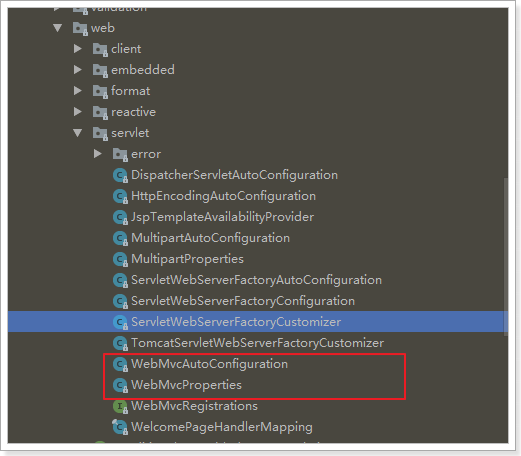 validation
web
client
embedded
format
reactive
servlet
error
DispatcherServletAutoConfiguration
HttpEncodingAutoConfiguration
JspTemplateAvailabilityProvider
MultipartAutoConfiguration
MultipartProperties
ServletWebServerFactoryAutoConfiguration
ServletWebServerFactoryConfiguration
ServletWebServerFactoryCustomizer
TomcatServletWebServerFactoryCustomizer
WebMvcAutoConfiguration
WebMvcProperties
WebMvcRegistrations
WelcomePageHandlerMapping